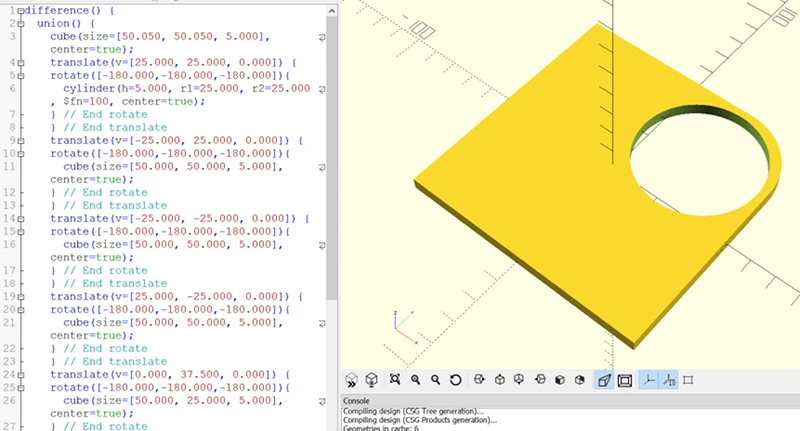 1 difference() {
2 union() {
3 cube(size=[50.050, 50.050, 5.000],
center=true);
4 translate(v=[25.000, 25.000, 0.000]) {
5 rotate([-180.000,-180.000,-180.000]){
6 cylinder(h=5.000, r1=25.000, r2=25.000
, $fn=100, center=true);
7 } // End rotate
8 } // End translate
9 translate(v=[-25.000, 25.000, 0.000]) {
10 rotate([-180.000,-180.000,-180.000]){
11 cube(size=[50.000, 50.000, 5.000],
center=true);
12 } // End rotate
13 } // End translate
14 translate(v=[-25.000, -25.000, 0.000]) {
15 rotate([-180.000,-180.000,-180.000]){
16 cube(size=[50.000, 50.000, 5.000],
center=true);
17 } // End rotate
18 } // End translate
19 translate(v=[25.000, -25.000, 0.000]) {
20 rotate([-180.000,-180.000,-180.000]){
21 cube(size=[50.000, 50.000, 5.000],
center=true);
22 } // End rotate
23 } // End translate
24 translate(v=[0.000, 37.500, 0.000]) {
25 rotate([-180.000,-180.000,-180.000]){
26 cube(size=[50.000, 25.000, 5.000],
center=true);
27 } // End rotate
-100
100
z
y
x
Console
Compiling design (CSG Tree generation)...
Compiling design (CSG Products generation)...
Geometries in cache: 6